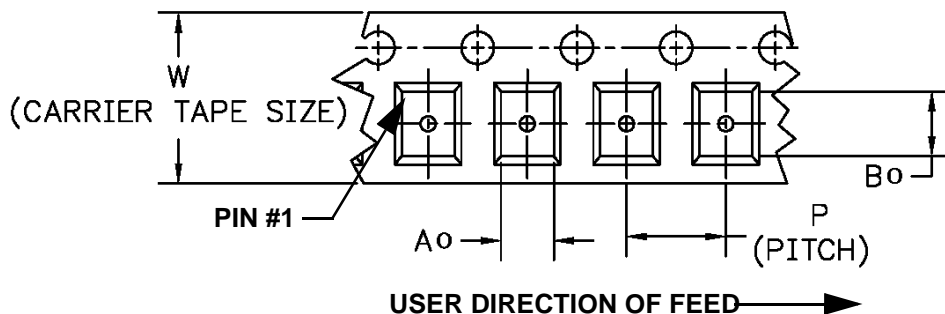 W
(CARRIER TAPE SIZE)
PIN #1
Ao
Bo
P
(PITCH)
USER DIRECTION OF FEED